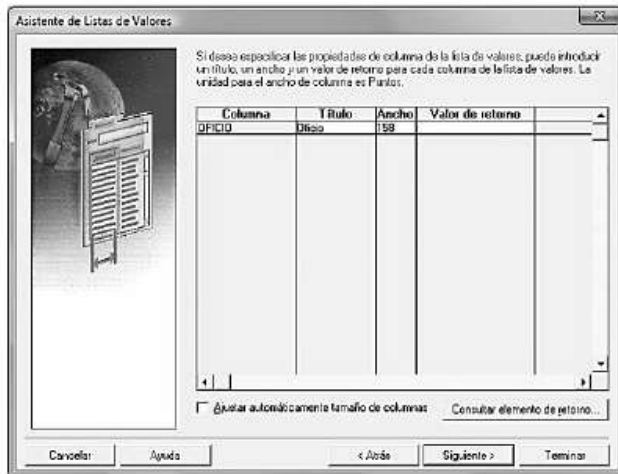 Asistente de Listas de Valores
Si desea especificar las propiedades de columna de la lista de valores, puede introducir
un título, un ancho y un valor de retorno para cada columna de la lista de valores. La
unidad para el ancho de columna es Puntos.
Columna Título Ancho Valor de retorno
OFICIO Oficio 158
Ajustar automáticamente tamaño de columnas Consultar elemento de retorno...
Cancelar Ayuda < Atrás Siguiente > Terminar